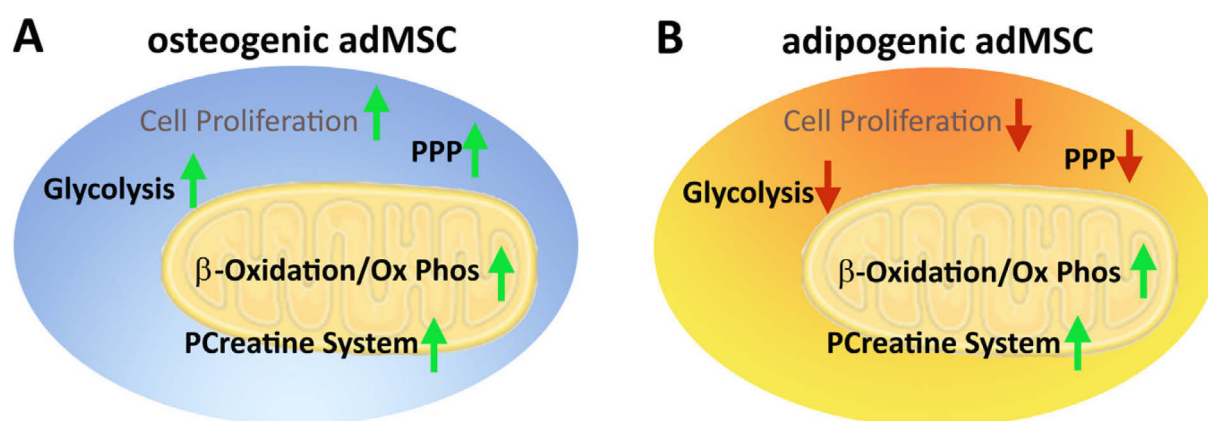 A osteogenic adMSC
Cell Proliferation
PPP
Glycolysis
β-Oxidation/Ox Phos
PCreatine System
B adipogenic adMSC
Cell Proliferation
PPP
Glycolysis
β-Oxidation/Ox Phos
PCreatine System